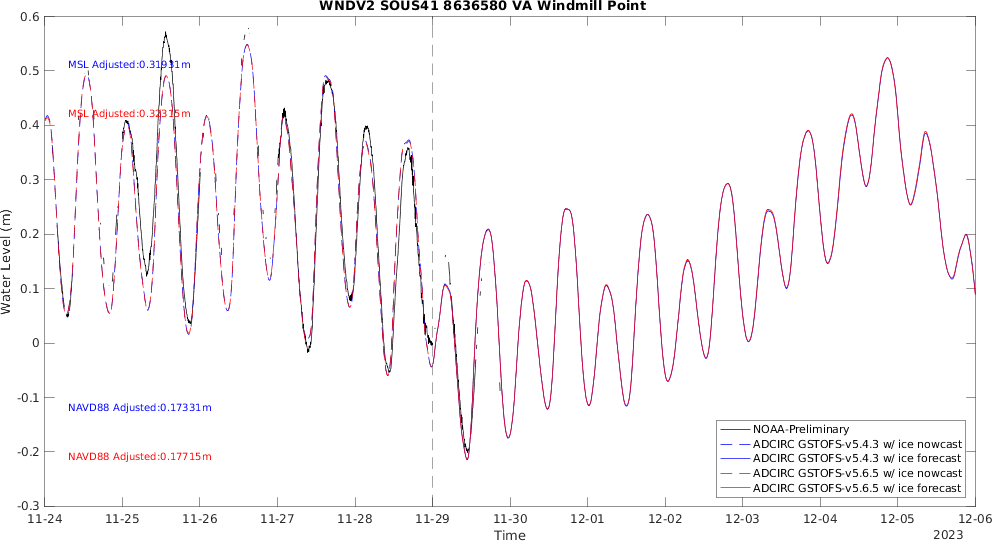 WNDV2 SOUS41 8636580 VA Windmill Point
Water Level (m)
0.6
0.5
0.4
0.3
0.2
0.1
0
-0.1
-0.2
-0.3
MSL Adjusted:0.31931m
MSL Adjusted:0.32315m
NAVD88 Adjusted:0.17331m
NAVD88 Adjusted:0.17715m
NOAA-Preliminary
ADCIRC GSTOFS-v5.4.3 w/ ice nowcast
ADCIRC GSTOFS-v5.4.3 w/ ice forecast
ADCIRC GSTOFS-v5.6.5 w/ ice nowcast
ADCIRC GSTOFS-v5.6.5 w/ ice forecast
11-24 11-25 11-26 11-27 11-28 11-29 11-30 12-01 12-02 12-03 12-04 12-05 12-06
Time
2023